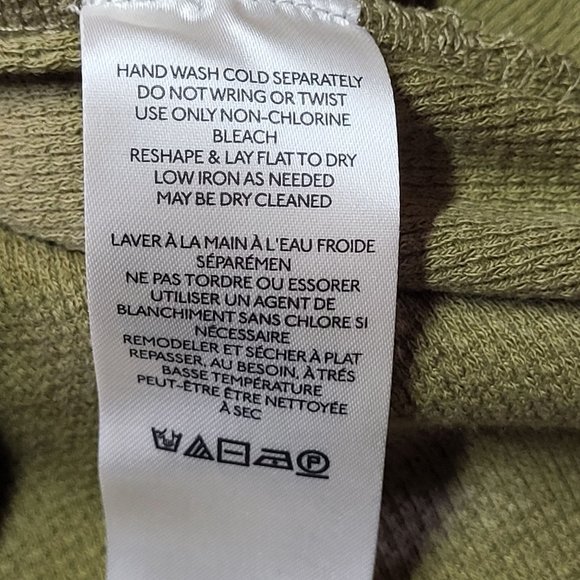 HAND WASH COLD SEPARATELY
DO NOT WRING OR TWIST
USE ONLY NON-CHLORINE
BLEACH
RESHAPE & LAY FLAT TO DRY
LOW IRON AS NEEDED
MAY BE DRY CLEANED
LAVER À LA MAIN À L'EAU FROIDE
SÉPARÉMEN
NE PAS TORDRE OU ESSORER
UTILISER UN AGENT DE
BLANCHIMENT SANS CHLORE SI
NÉCESSAIRE
REMODELER ET SÉCHER À PLAT
REPASSER, AU BESOIN, À TRÉS
BASSE TEMPÉRATURE
PEUT-ÊTRE ÊTRE NETTOYÉE
À SEC
P